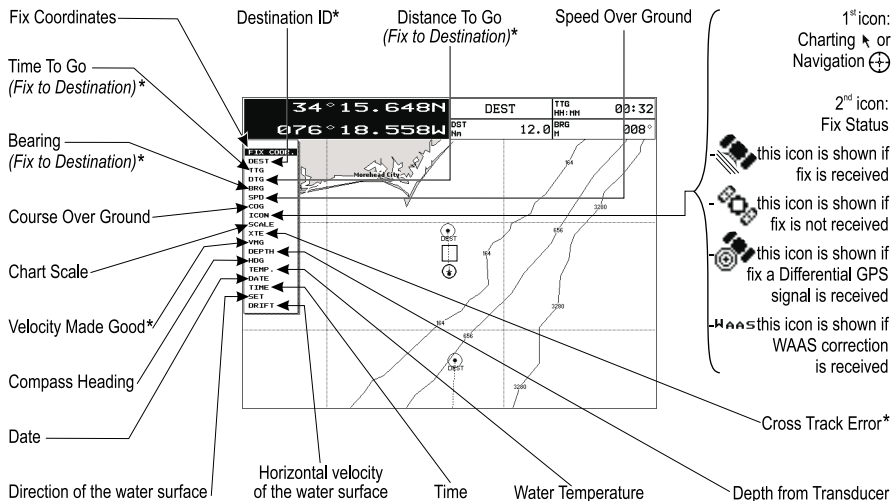 Fix Coordinates
Destination ID*
Distance To Go
(Fix to Destination)*
Speed Over Ground
1st icon:
Charting or
Navigation
Time To Go
(Fix to Destination)*
2nd icon:
Fix Status
34°15.648N
DEST
TTG
HH:MM
00:32
076°18.558W
DST
Nm
12.0
BRG
M
008°
Bearing
(Fix to Destination)*
this icon is shown if
fix is received
FIX COOR.
DEST
TTG
DTG
BRG
SPD
COG
ICON
SCALE
XTE
VMG
DEPTH
HDG
TEMP.
DATE
TIME
SET
DRIFT
Morehead City
164
3280
656
DEST
164
3280
164
656
DEST
3280
this icon is shown if
fix is not received
Course Over Ground
this icon is shown if
fix a Differential GPS
signal is received
Chart Scale
Velocity Made Good*
WAAS this icon is shown if
WAAS correction
is received
Compass Heading
Cross Track Error*
Date
Direction of the water surface
Horizontal velocity
of the water surface
Time
Water Temperature
Depth from Transducer